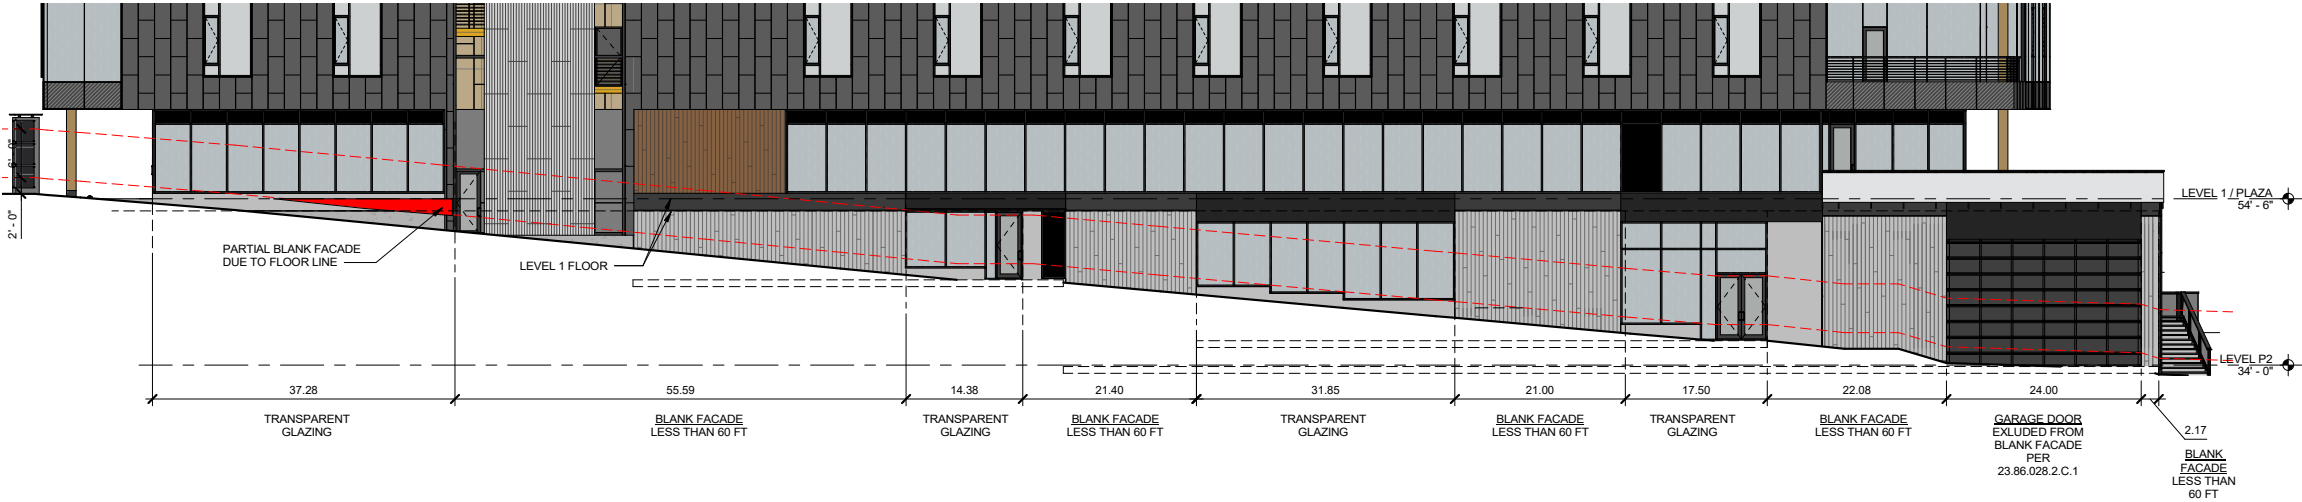 6' - 0"
2' - 0"
PARTIAL BLANK FACADE
DUE TO FLOOR LINE
LEVEL 1 FLOOR
LEVEL 1 / PLAZA
54' - 6"
LEVEL P2
34' - 0"
37.28
55.59
14.38
21.40
31.85
21.00
17.50
22.08
24.00
2.17
TRANSPARENT
GLAZING
BLANK FACADE
LESS THAN 60 FT
TRANSPARENT
GLAZING
BLANK FACADE
LESS THAN 60 FT
TRANSPARENT
GLAZING
BLANK FACADE
LESS THAN 60 FT
TRANSPARENT
GLAZING
BLANK FACADE
LESS THAN 60 FT
GARAGE DOOR
EXLUDED FROM
BLANK FACADE
PER
23.86.028.2.C.1
BLANK
FACADE
LESS THAN
60 FT